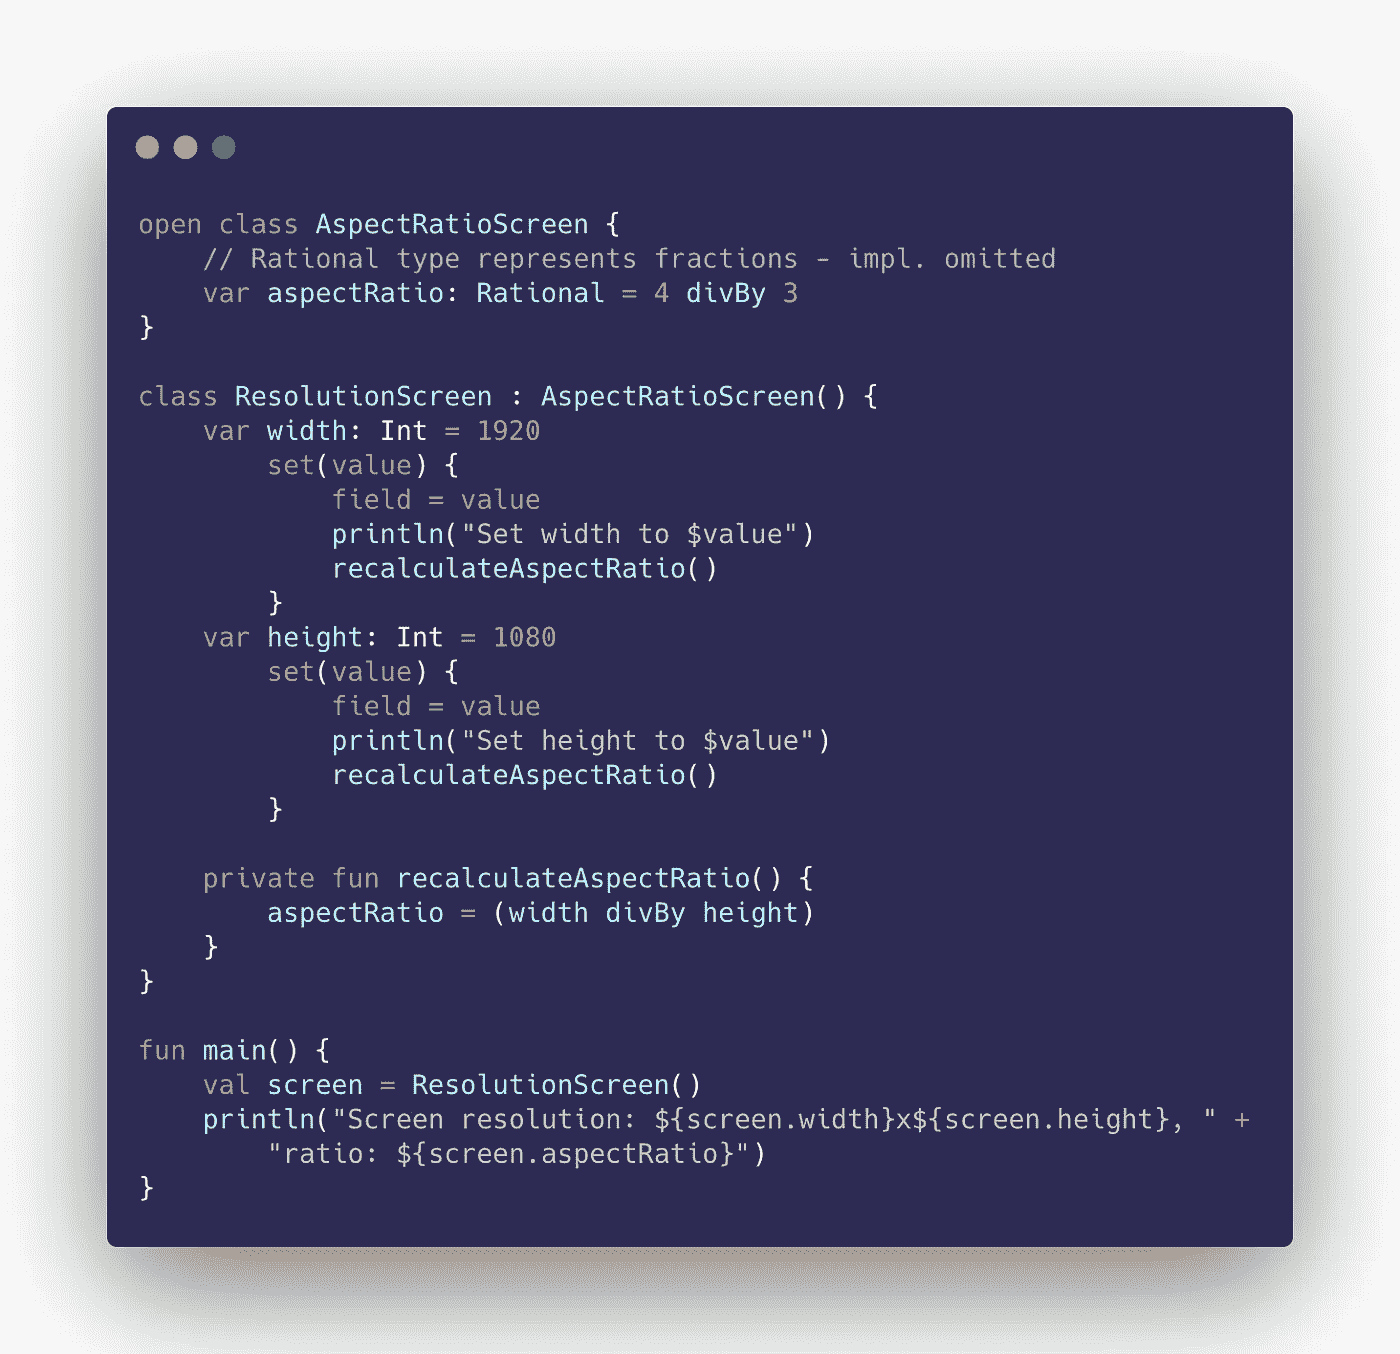 open class AspectRatioScreen {
    // Rational type represents fractions - impl. omitted
    var aspectRatio: Rational = 4 divBy 3
}

class ResolutionScreen : AspectRatioScreen() {
    var width: Int = 1920
        set(value) {
            field = value
            println("Set width to $value")
            recalculateAspectRatio()
        }
    var height: Int = 1080
        set(value) {
            field = value
            println("Set height to $value")
            recalculateAspectRatio()
        }

    private fun recalculateAspectRatio() {
        aspectRatio = (width divBy height)
    }
}

fun main() {
    val screen = ResolutionScreen()
    println("Screen resolution: ${screen.width}x${screen.height}, " +
        "ratio: ${screen.aspectRatio}")
}